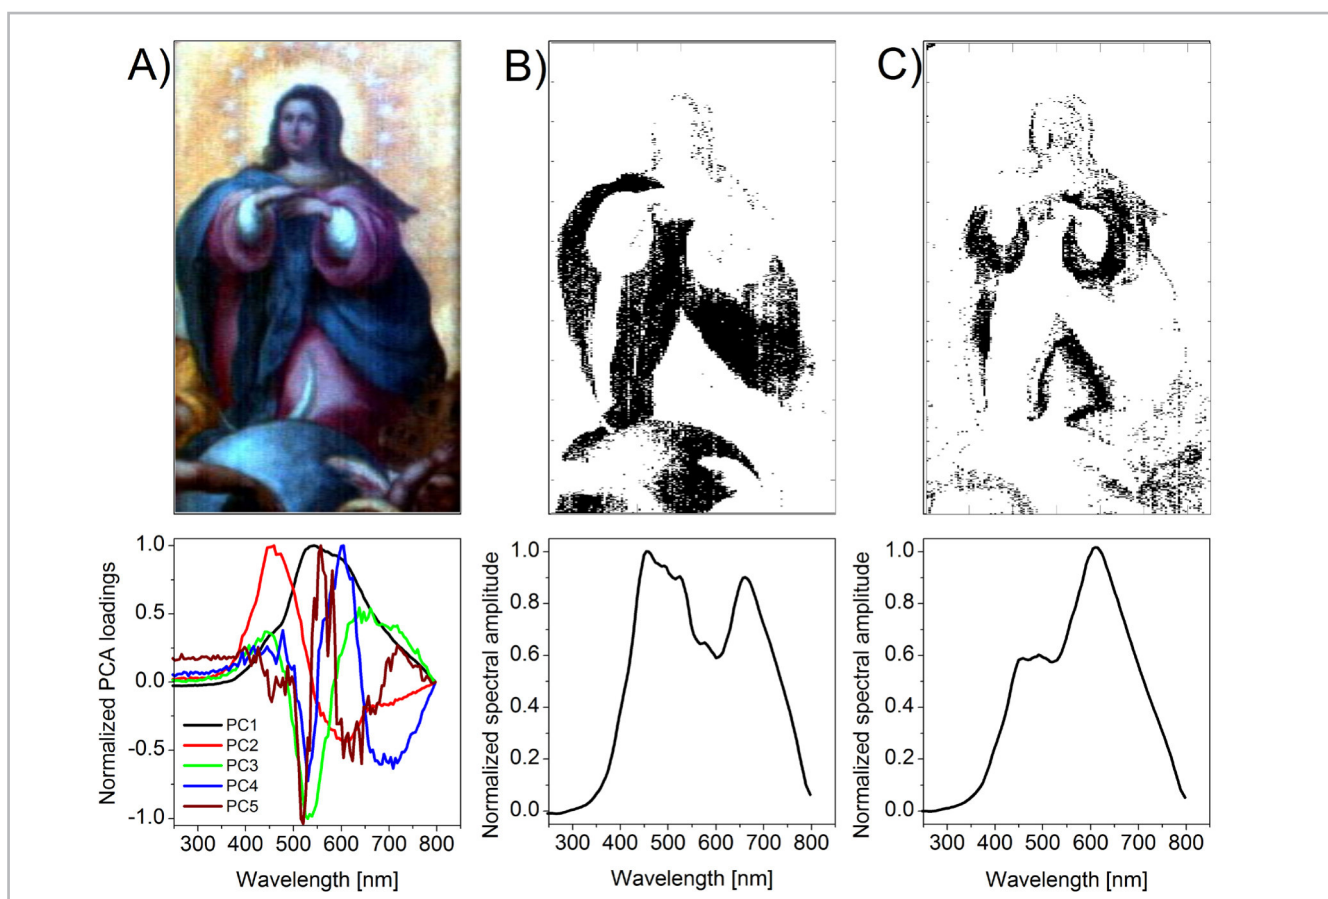 A) B) C)
1.0
0.5
0.0
-0.5
-1.0
Normalized PCA loadings
PC1
PC2
PC3
PC4
PC5
300 400 500 600 700 800
Wavelength [nm]
1.0
0.8
0.6
0.4
0.2
0.0
Normalized spectral amplitude
300 400 500 600 700 800
Wavelength [nm]
1.0
0.8
0.6
0.4
0.2
0.0
Normalized spectral amplitude
300 400 500 600 700 800
Wavelength [nm]